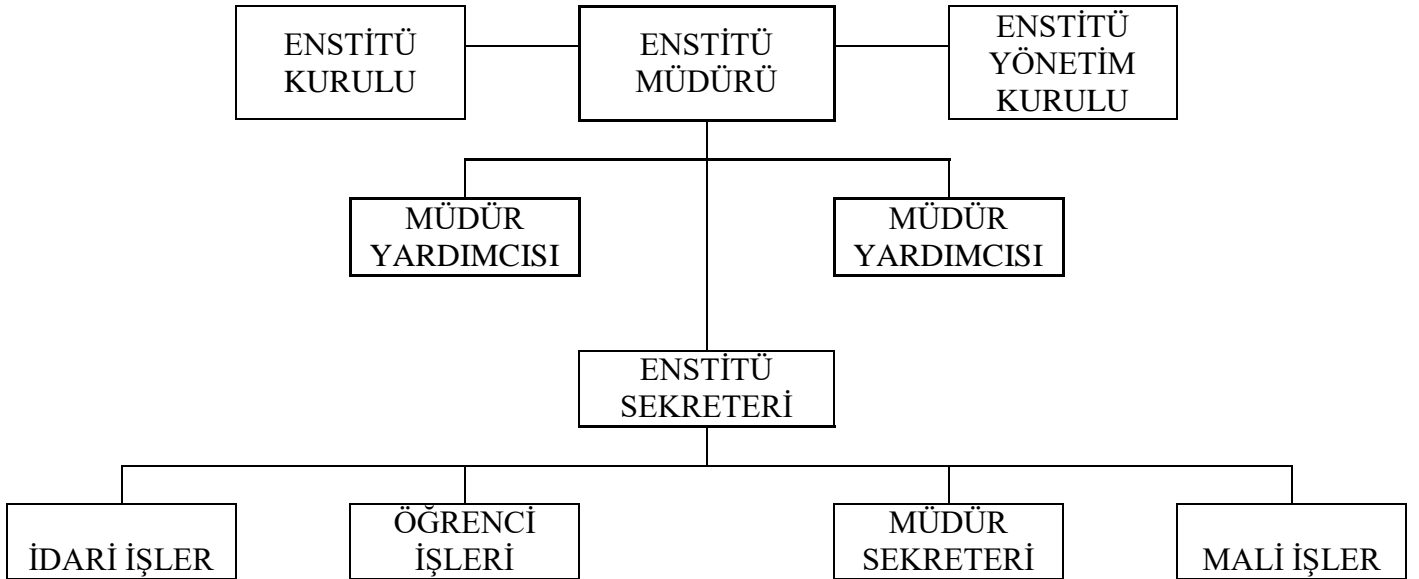 ENSTİTÜ
KURULU
ENSTİTÜ
MÜDÜRÜ
ENSTİTÜ
YÖNETİM
KURULU
MÜDÜR
YARDIMCISI
MÜDÜR
YARDIMCISI
ENSTİTÜ
SEKRETERİ
İDARİ İŞLER
ÖĞRENCİ
İŞLERİ
MÜDÜR
SEKRETERİ
MALİ İŞLER